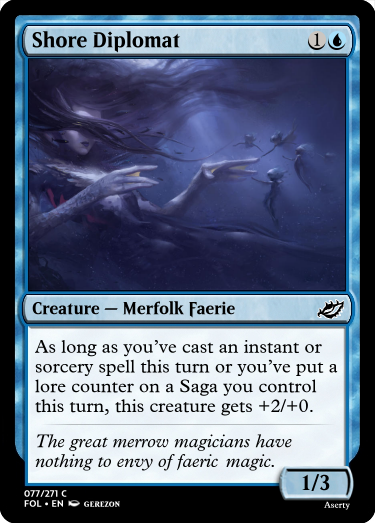 Shore Diplomat 1
Creature — Merfolk Faerie
As long as you've cast an instant or
sorcery spell this turn or you've put a
lore counter on a Saga you control
this turn, this creature gets +2/+0.
The great merrow magicians have
nothing to envy of faeric magic.
1/3
077/271 C
FOL • EN GEREZON
Aserty